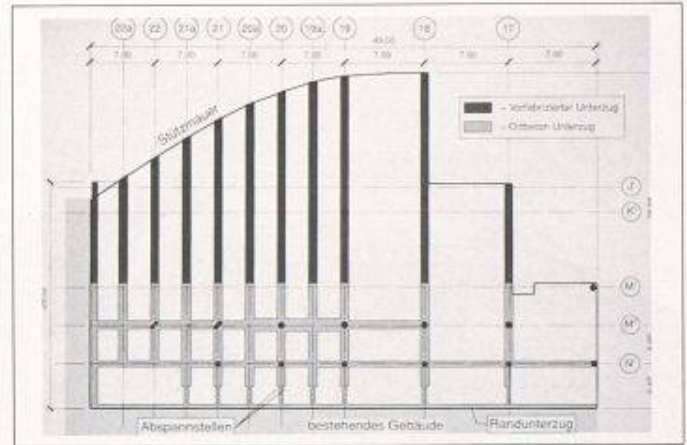 22a 22 21a 21 20a 20 19a 19 18 17
49.00
7.00 7.00 7.00 7.00 7.00 7.00 7.00
Stützmauer
= Vorfabrizierter Unterzug
= Ortbeton Unterzug
J'
K'
M'
M''
N'
Abspannstellen
bestehendes Gebäude
Randunterzug